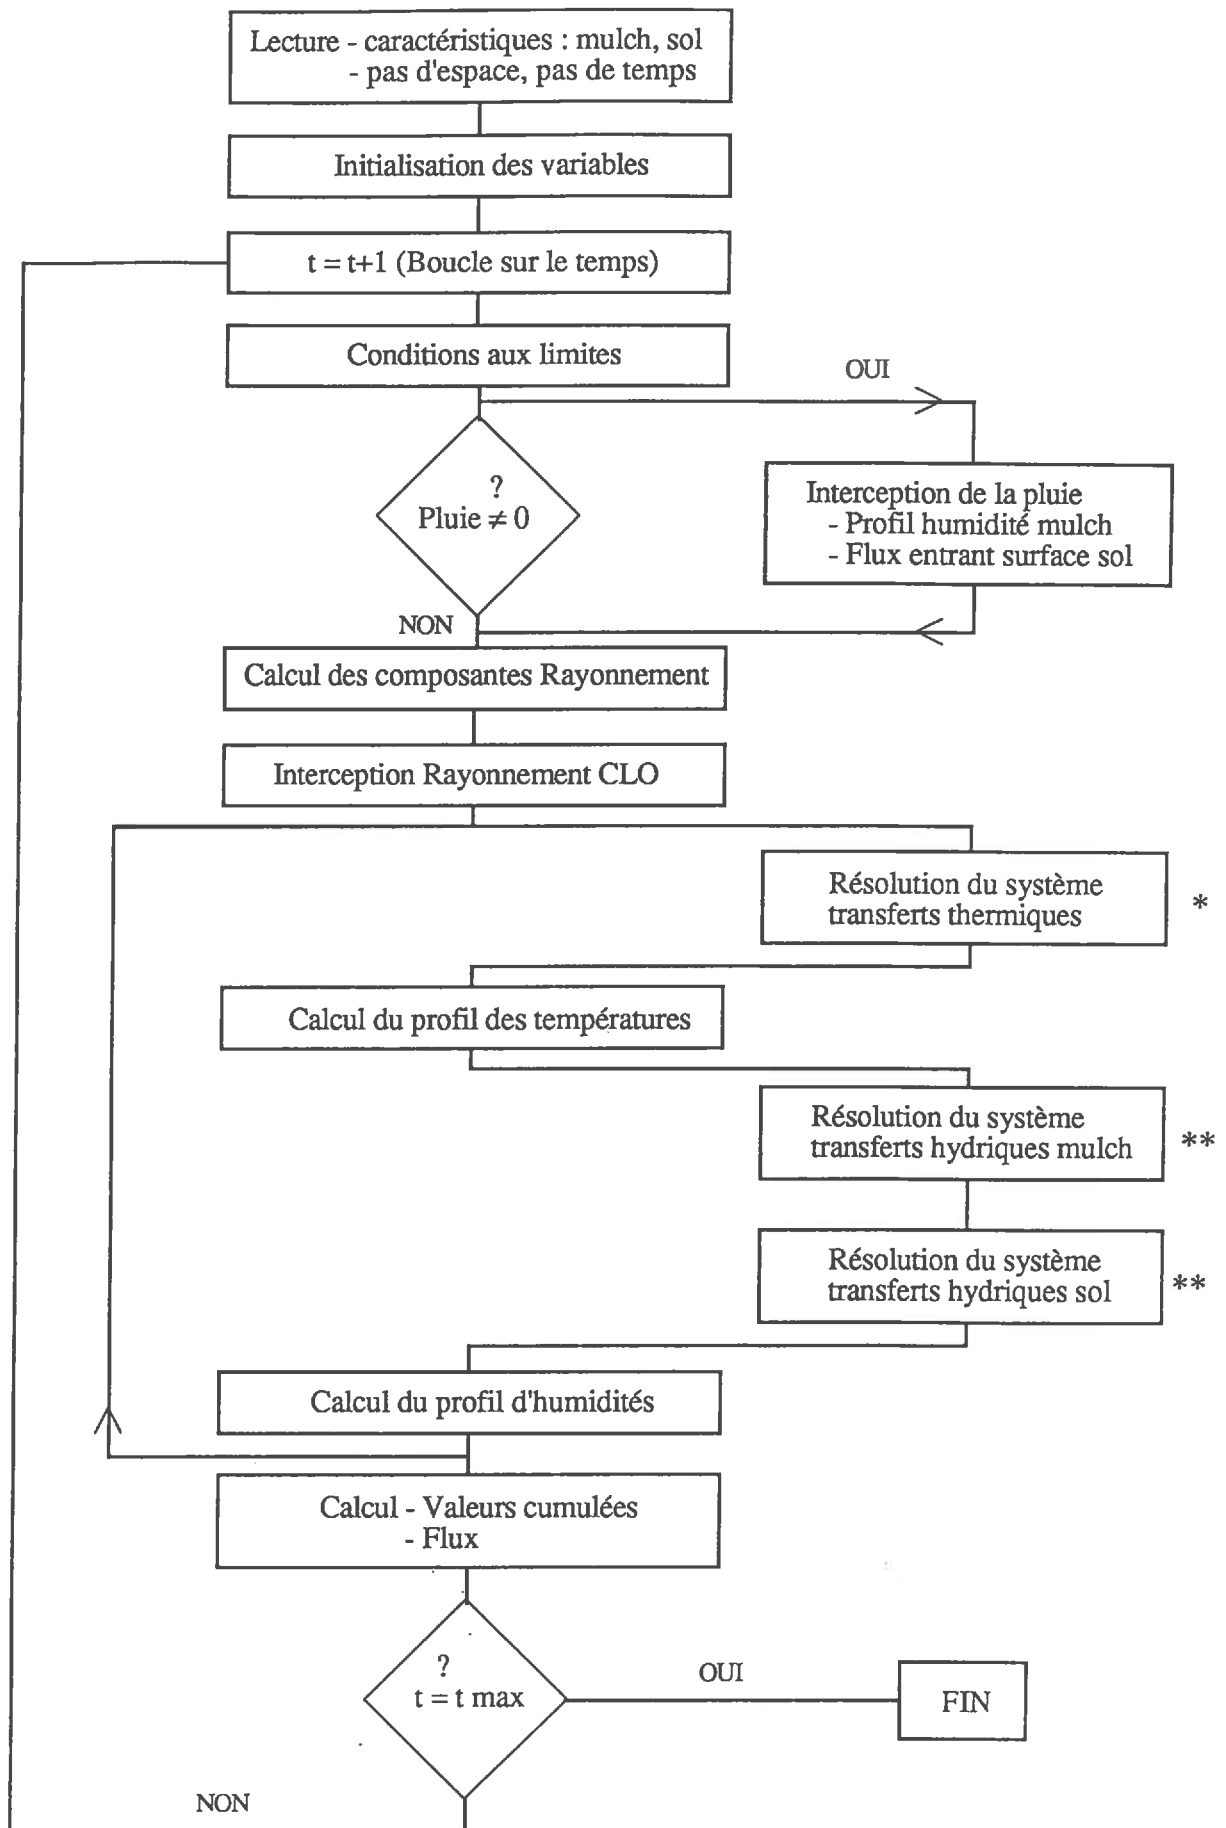 Lecture - caractéristiques : mulch, sol
- pas d'espace, pas de temps
Initialisation des variables
t = t+1 (Boucle sur le temps)
Conditions aux limites
OUI
?
Pluie ≠ 0
Interception de la pluie
- Profil humidité mulch
- Flux entrant surface sol
NON
Calcul des composantes Rayonnement
Interception Rayonnement CLO
Résolution du système
transferts thermiques
*
Calcul du profil des températures
Résolution du système
transferts hydriques mulch
**
Résolution du système
transferts hydriques sol
**
Calcul du profil d'humidités
Calcul - Valeurs cumulées
- Flux
?
t = t max
OUI
FIN
NON